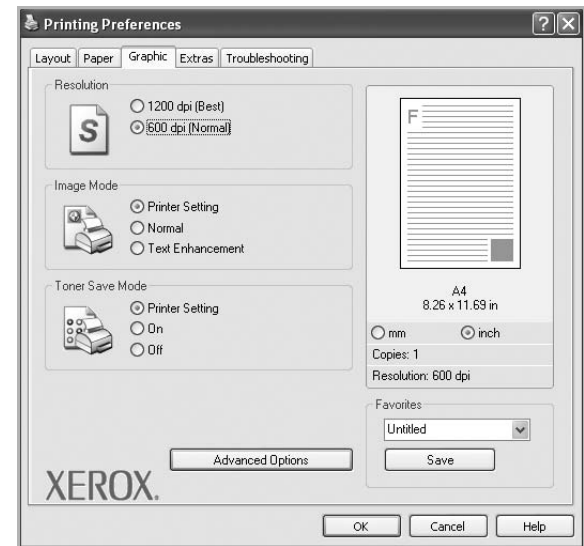 Printing Preferences
Layout Paper Graphic Extras Troubleshooting
Resolution
1200 dpi (Best)
600 dpi (Normal)
S
Image Mode
Printer Setting
Normal
Text Enhancement
Toner Save Mode
Printer Setting
On
Off
Advanced Options
XEROX.
F
A4
8.26 x 11.69 in
mm inch
Copies: 1
Resolution: 600 dpi
Favorites
Untitled
Save
OK Cancel Help